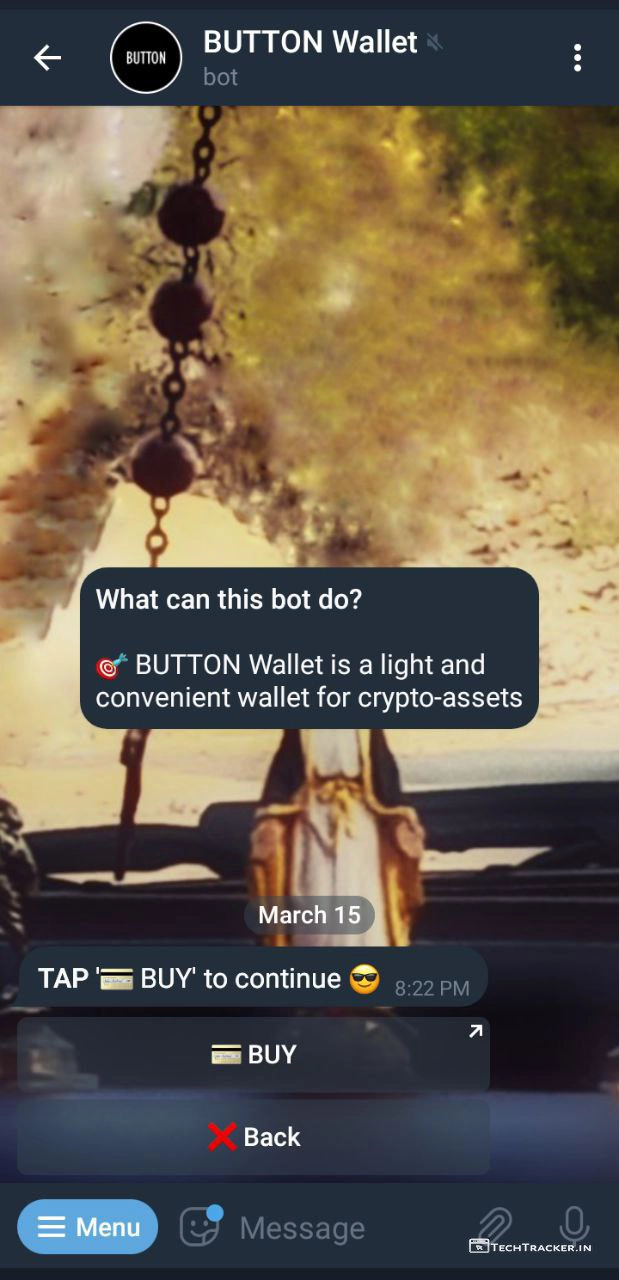 BUTTON
BUTTON Wallet
bot
What can this bot do?
🎯 BUTTON Wallet is a light and
convenient wallet for crypto-assets
March 15
TAP '💳 BUY' to continue 😎 8:22 PM
💳 BUY
❌ Back
Menu
Message
TECHTRACKER.IN